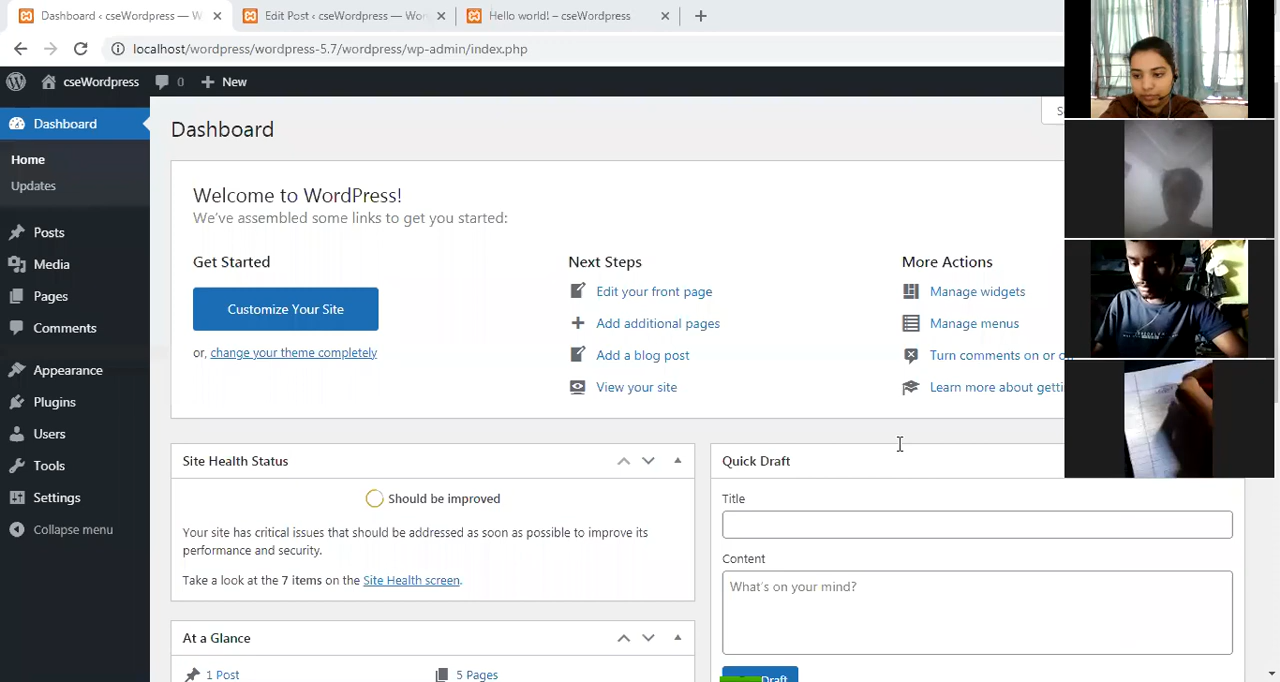 Dashboard ‹ cseWordpress — W
Edit Post ‹ cseWordpress — Wor
Hello world! – cseWordpress
localhost/wordpress/wordpress-5.7/wordpress/wp-admin/index.php
cseWordpress
0
New
Dashboard
Home
Updates
Posts
Media
Pages
Comments
Appearance
Plugins
Users
Tools
Settings
Collapse menu
Dashboard
Welcome to WordPress!
We've assembled some links to get you started:
Get Started
Customize Your Site
or, change your theme completely
Next Steps
Edit your front page
Add additional pages
Add a blog post
View your site
More Actions
Manage widgets
Manage menus
Turn comments on or o
Learn more about getti
Site Health Status
Should be improved
Your site has critical issues that should be addressed as soon as possible to improve its
performance and security.
Take a look at the 7 items on the Site Health screen.
At a Glance
1 Post
5 Pages
Quick Draft
Title
Content
What's on your mind?
Draft